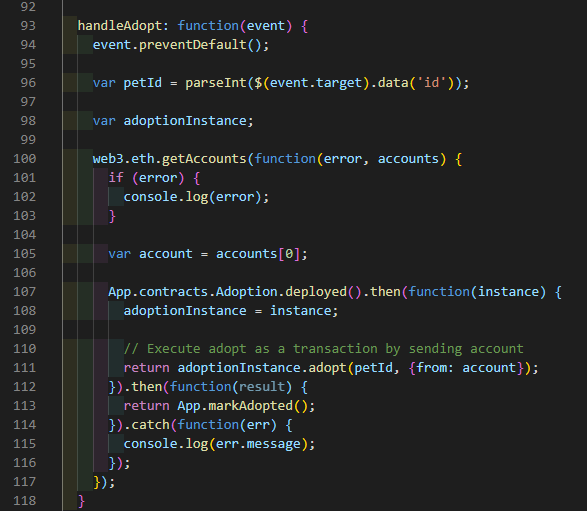 92
93 handleAdopt: function(event) {
94 event.preventDefault();
95
96 var petId = parseInt($(event.target).data('id'));
97
98 var adoptionInstance;
99
100 web3.eth.getAccounts(function(error, accounts) {
101 if (error) {
102 console.log(error);
103 }
104
105 var account = accounts[0];
106
107 App.contracts.Adoption.deployed().then(function(instance) {
108 adoptionInstance = instance;
109
110 // Execute adopt as a transaction by sending account
111 return adoptionInstance.adopt(petId, {from: account});
112 }).then(function(result) {
113 return App.markAdopted();
114 }).catch(function(err) {
115 console.log(err.message);
116 });
117 });
118 }